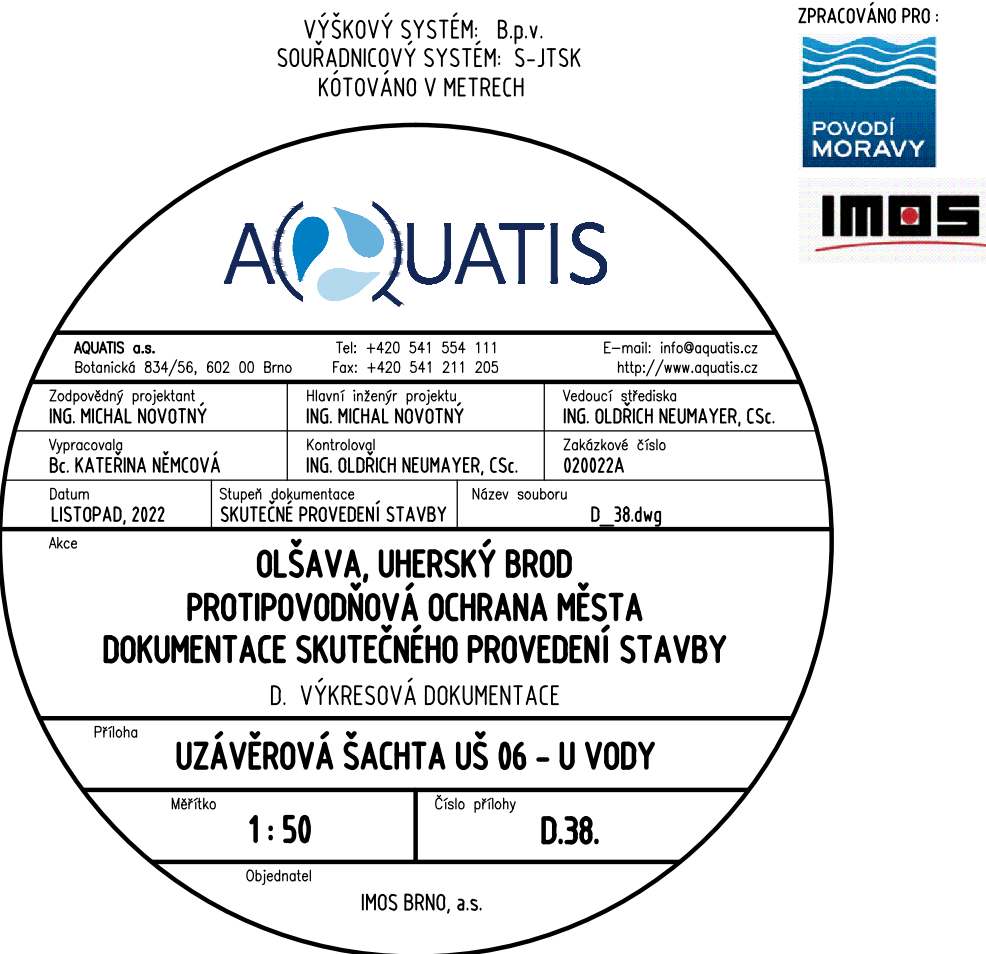 VÝŠKOVÝ SYSTÉM: B.p.v.
SOUŘADNICOVÝ SYSTÉM: S-JTSK
KÓTOVÁNO V METRECH
ZPRACOVÁNO PRO :
POVODÍ
MORAVY
IMOS
AQUATIS
AQUATIS a.s.
Botanická 834/56, 602 00 Brno
Tel: +420 541 554 111
Fax: +420 541 211 205
E-mail: info@aquatis.cz
http://www.aquatis.cz
Zodpovědný projektant
ING. MICHAL NOVOTNÝ
Hlavní inženýr projektu
ING. MICHAL NOVOTNÝ
Vedoucí střediska
ING. OLDŘICH NEUMAYER, CSc.
Vypracovala
Bc. KATEŘINA NĚMCOVÁ
Kontroloval
ING. OLDŘICH NEUMAYER, CSc.
Zakázkové číslo
020022A
Datum
LISTOPAD, 2022
Stupeň dokumentace
SKUTEČNÉ PROVEDENÍ STAVBY
Název souboru
D_38.dwg
Akce
OLŠAVA, UHERSKÝ BROD
PROTIPOVODŇOVÁ OCHRANA MĚSTA
DOKUMENTACE SKUTEČNÉHO PROVEDENÍ STAVBY
D. VÝKRESOVÁ DOKUMENTACE
Příloha
UZÁVĚROVÁ ŠACHTA UŠ 06 - U VODY
Měřítko
1 : 50
Číslo přílohy
D.38.
Objednatel
IMOS BRNO, a.s.